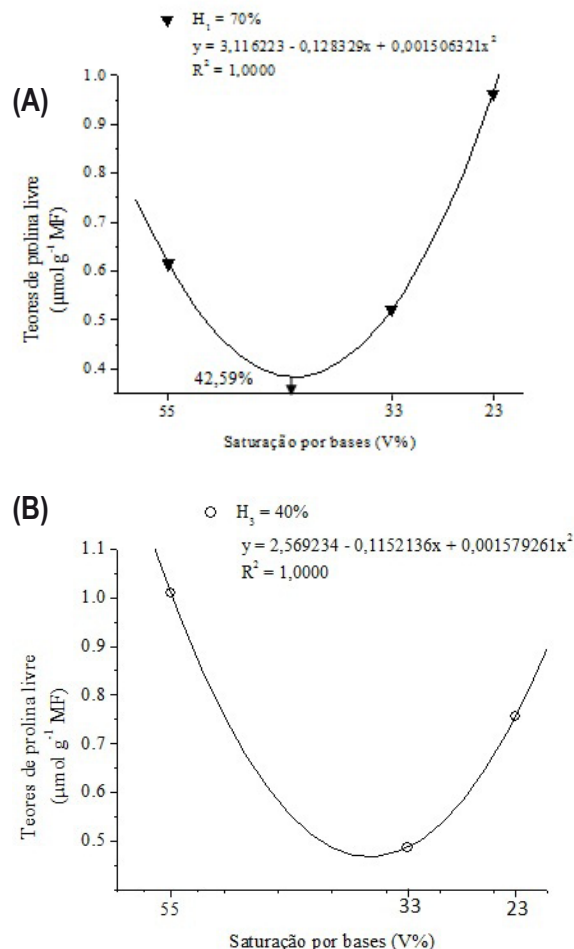 (A)
H₁ = 70%
y = 3,116223 - 0,128329x + 0,001506321x²
R² = 1,0000
Teores de prolina livre
(μmol g⁻¹ MF)
1.0
0.9
0.8
0.7
0.6
0.5
0.4
42,59%
55
33
23
Saturação por bases (V%)
(B)
H₃ = 40%
y = 2,569234 - 0,1152136x + 0,001579261x²
R² = 1,0000
Teores de prolina livre
(μmol g⁻¹ MF)
1.1
1.0
0.9
0.8
0.7
0.6
0.5
55
33
23
Saturação por bases (V%)